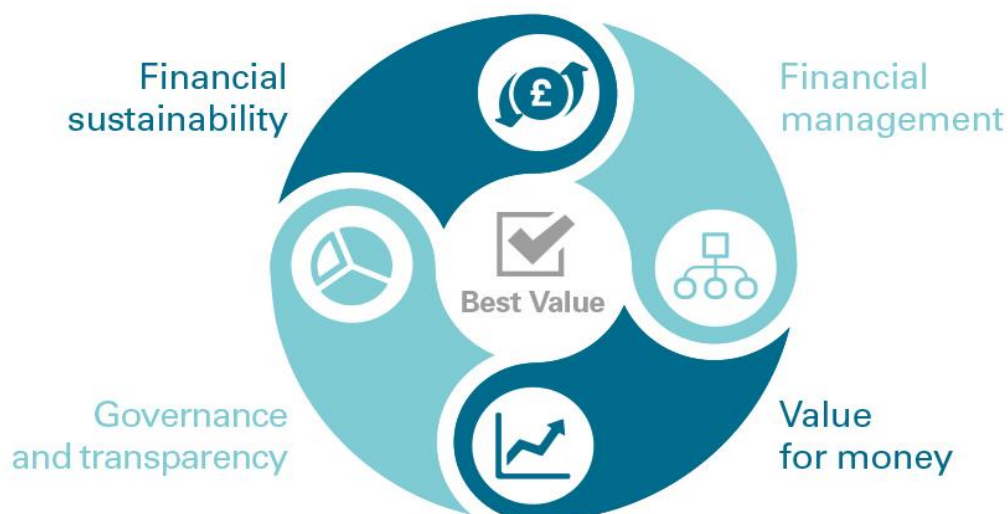 Financial
sustainability
Financial
management
£
Best Value
Governance
and transparency
Value
for money